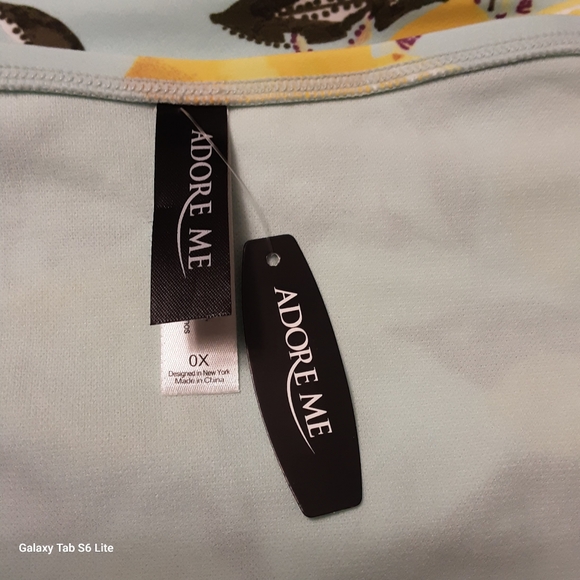 ADORE ME
ADORE ME
0X
Designed in New York
Made in China
Galaxy Tab S6 Lite